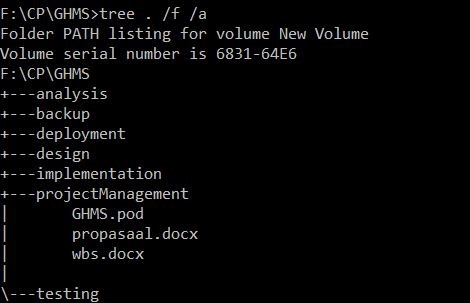 F:\CP\GHMS>tree . /f /a
Folder PATH listing for volume New Volume
Volume serial number is 6831-64E6
F:\CP\GHMS
+---analysis
+---backup
+---deployment
+---design
+---implementation
+---projectManagement
|       GHMS.pod
|       propasaal.docx
|       wbs.docx
|
\---testing